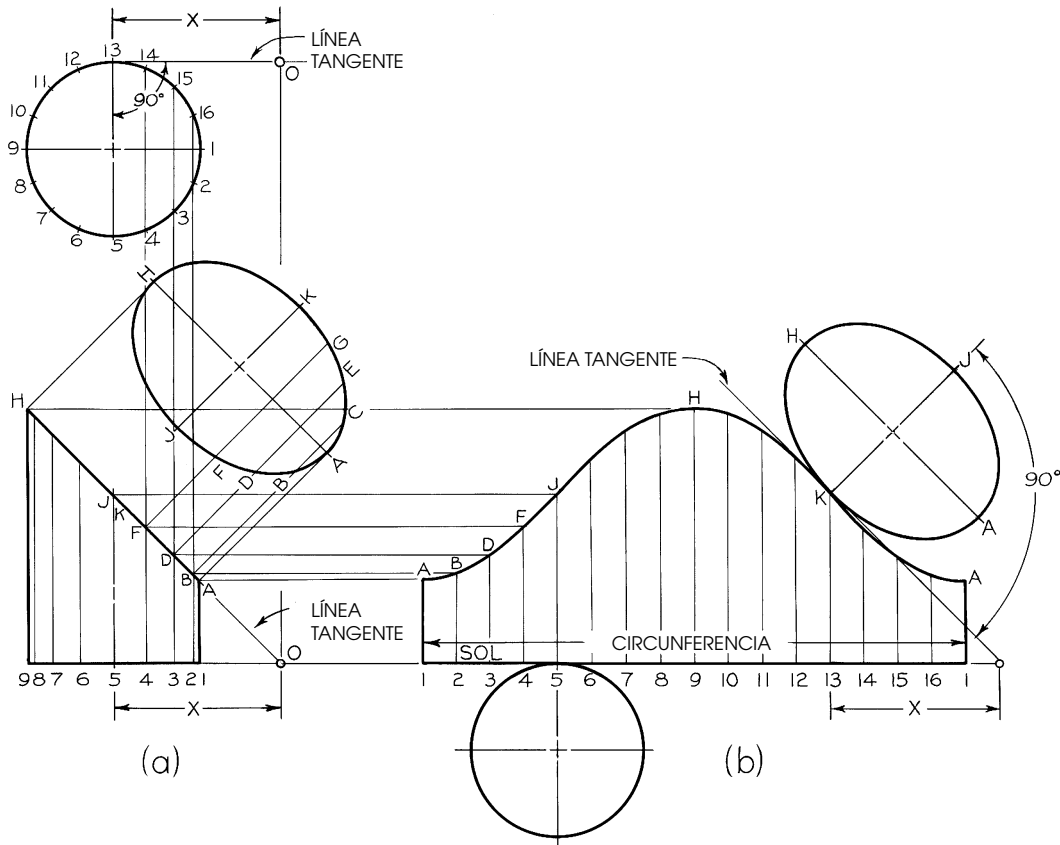 X
LÍNEA
TANGENTE
O
90°
13
14
12
15
11
16
10
9
1
8
2
7
3
6
5
4
H
K
G
E
C
J
F
D
B
A
H
J
K
F
D
B
A
LÍNEA
TANGENTE
O
9 8 7 6 5 4 3 2 1
X
(a)
LÍNEA TANGENTE
H
J
H
J
K
F
D
B
A
A
A
90°
CIRCUNFERENCIA
SOL
1 2 3 4 5 6 7 8 9 10 11 12 13 14 15 16 1
X
(b)